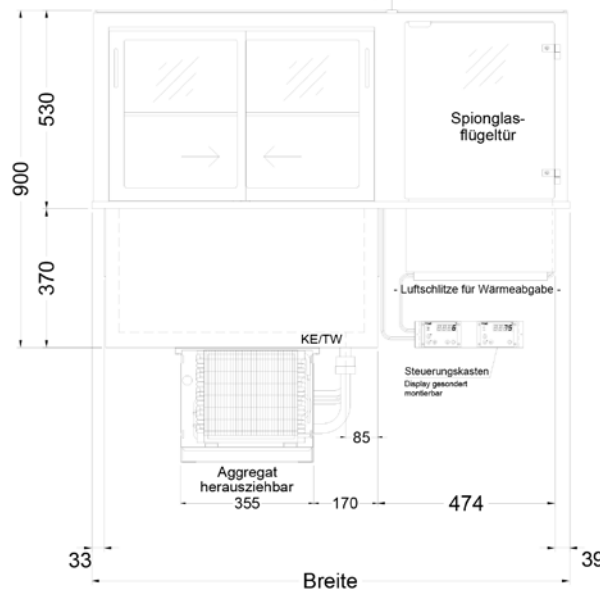 530
900
370
Spionglas-
flügeltür
- Luftschlitze für Wärmeabgabe -
KE/TW
Steuerungskasten
Display gesondert
montierbar
85
Aggregat
herausziehbar
355
170
474
33
39
Breite